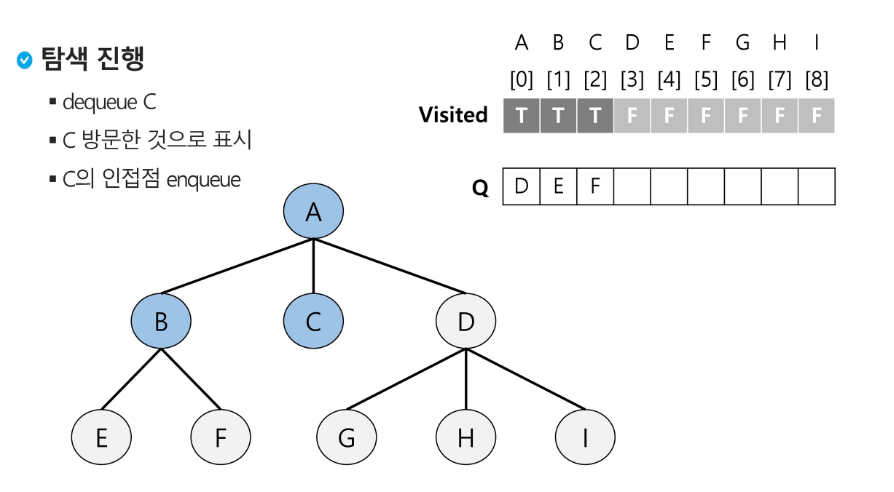 탐색 진행
▪ dequeue C
▪ C 방문한 것으로 표시
▪ C의 인접점 enqueue
A B C D E F G H I
[0] [1] [2] [3] [4] [5] [6] [7] [8]
Visited T T T F F F F F F
Q D E F
A
B C D
E F G H I